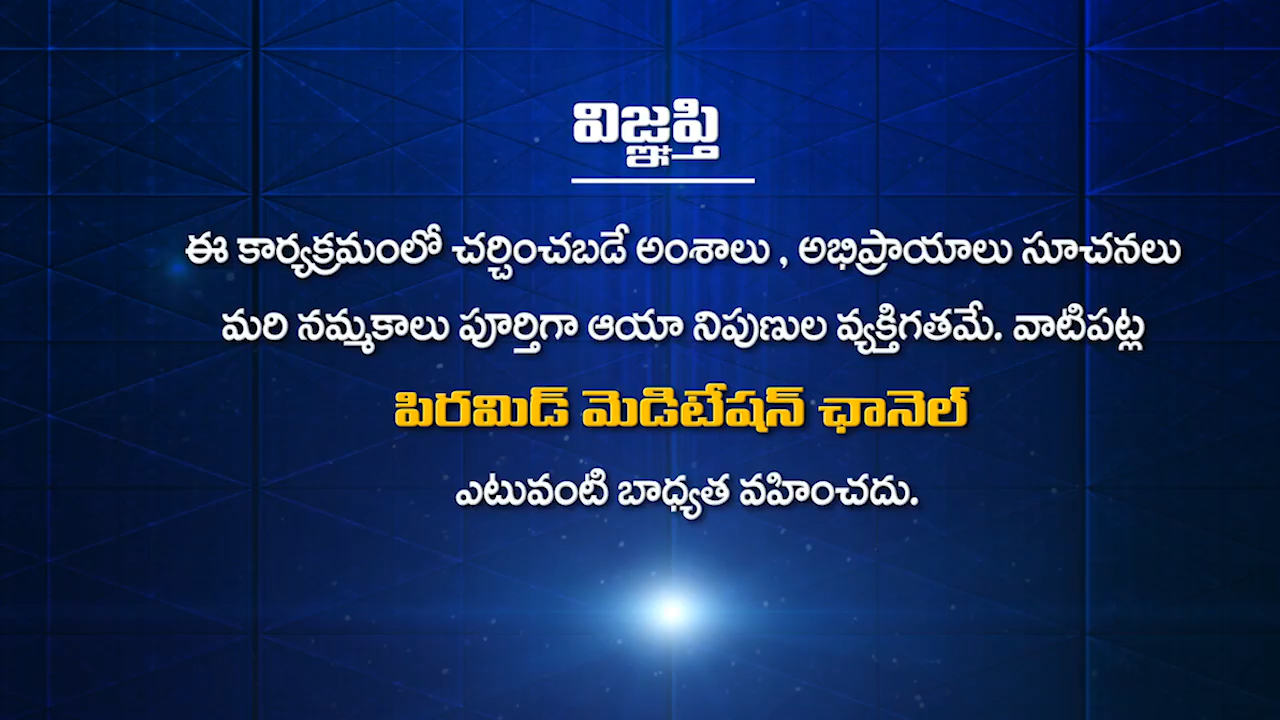 విజ్ఞప్తి
ఈ కార్యక్రమంలో చర్చించబడే అంశాలు , అభిప్రాయాలు సూచనలు
మరి నమ్మకాలు పూర్తిగా ఆయా నిపుణుల వ్యక్తిగతమే. వాటిపట్ల
పిరమిడ్ మెడిటేషన్ ఛానెల్
ఎటువంటి బాధ్యత వహించదు.